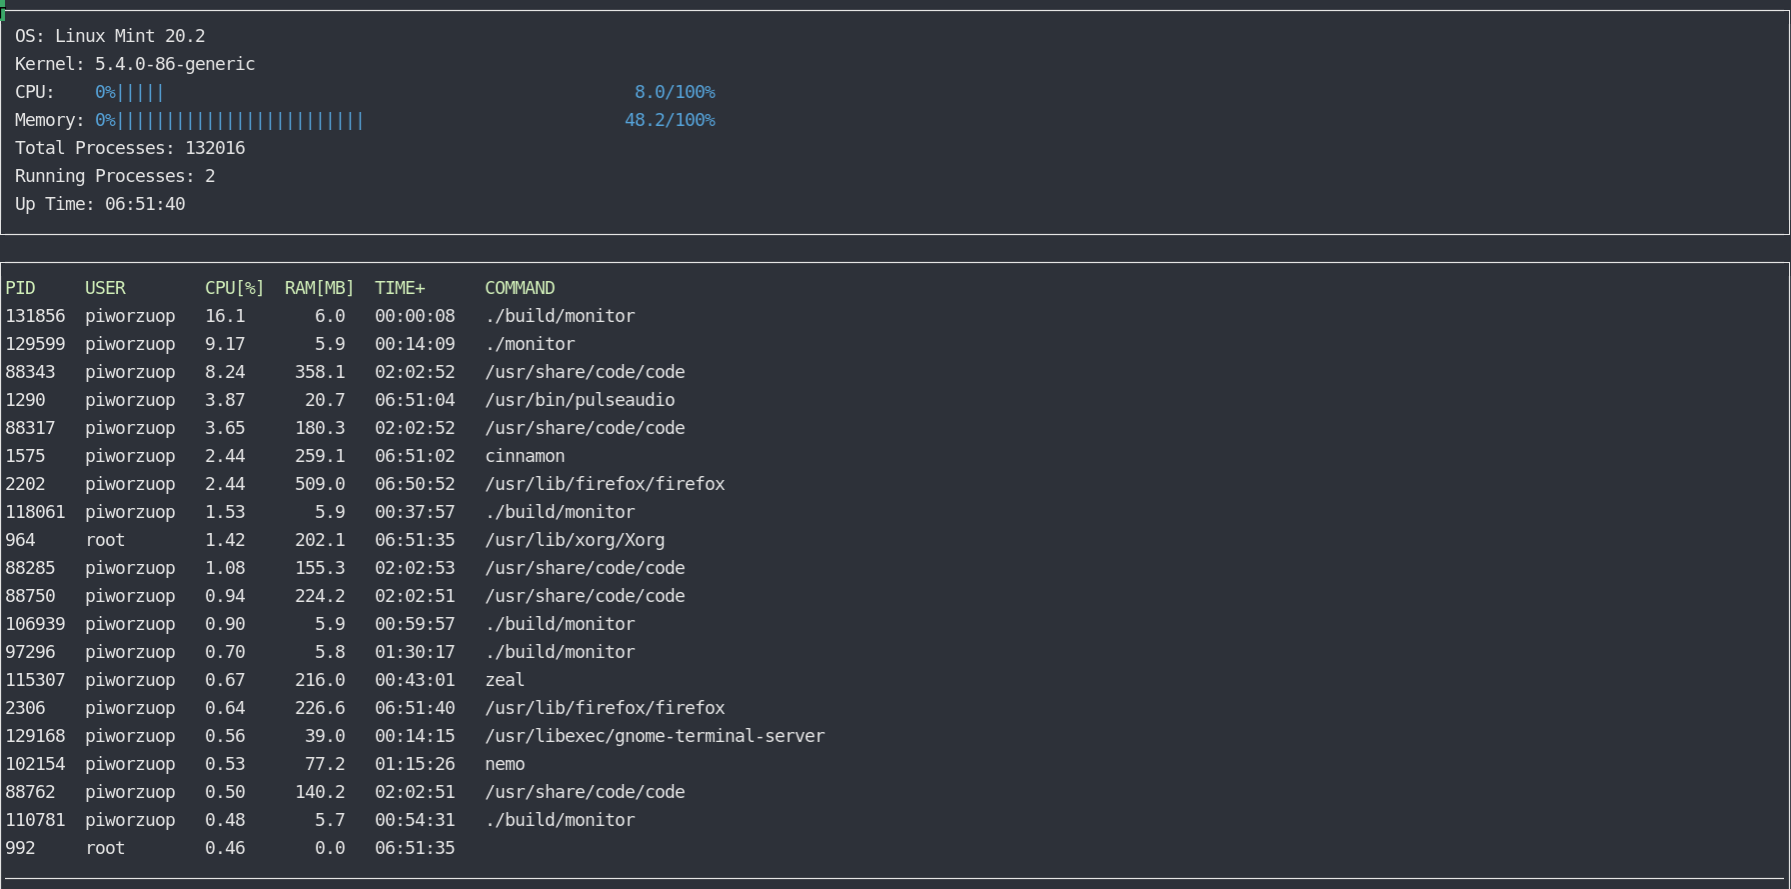 OS: Linux Mint 20.2
Kernel: 5.4.0-86-generic
CPU: 0%||||| 8.0/100%
Memory: 0%||||||||||||||||||||||||| 48.2/100%
Total Processes: 132016
Running Processes: 2
Up Time: 06:51:40
PID USER CPU[%] RAM[MB] TIME+ COMMAND
131856 piworzuop 16.1 6.0 00:00:08 ./build/monitor
129599 piworzuop 9.17 5.9 00:14:09 ./monitor
88343 piworzuop 8.24 358.1 02:02:52 /usr/share/code/code
1290 piworzuop 3.87 20.7 06:51:04 /usr/bin/pulseaudio
88317 piworzuop 3.65 180.3 02:02:52 /usr/share/code/code
1575 piworzuop 2.44 259.1 06:51:02 cinnamon
2202 piworzuop 2.44 509.0 06:50:52 /usr/lib/firefox/firefox
118061 piworzuop 1.53 5.9 00:37:57 ./build/monitor
964 root 1.42 202.1 06:51:35 /usr/lib/xorg/Xorg
88285 piworzuop 1.08 155.3 02:02:53 /usr/share/code/code
88750 piworzuop 0.94 224.2 02:02:51 /usr/share/code/code
106939 piworzuop 0.90 5.9 00:59:57 ./build/monitor
97296 piworzuop 0.70 5.8 01:30:17 ./build/monitor
115307 piworzuop 0.67 216.0 00:43:01 zeal
2306 piworzuop 0.64 226.6 06:51:40 /usr/lib/firefox/firefox
129168 piworzuop 0.56 39.0 00:14:15 /usr/libexec/gnome-terminal-server
102154 piworzuop 0.53 77.2 01:15:26 nemo
88762 piworzuop 0.50 140.2 02:02:51 /usr/share/code/code
110781 piworzuop 0.48 5.7 00:54:31 ./build/monitor
992 root 0.46 0.0 06:51:35